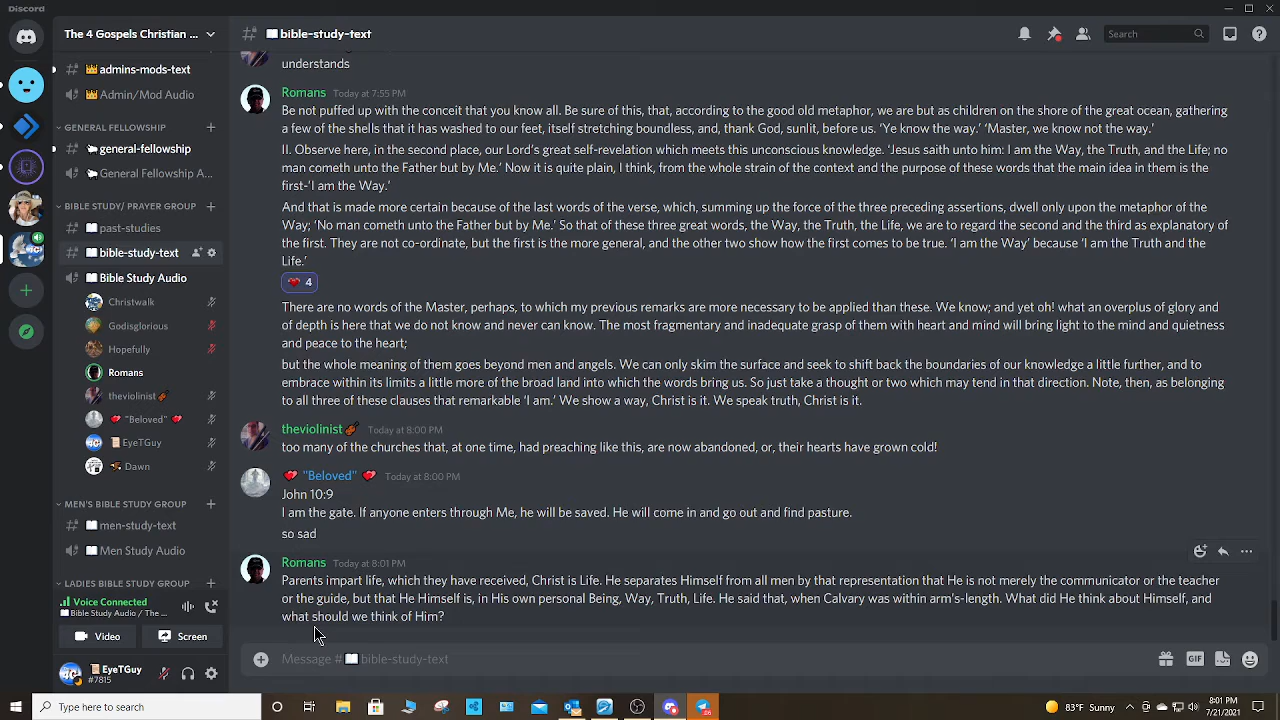 Discord
The 4 Gospels Christian ...
bible-study-text
Search
admins-mods-text
Admin/Mod Audio
GENERAL FELLOWSHIP
general-fellowship
General Fellowship A...
BIBLE STUDY/ PRAYER GROUP
past-studies
bible-study-text
Bible Study Audio
Christwalk
Godisglorious
Hopefully
Romans
theviolinist
"Beloved"
EyeTGuy
Dawn
MEN'S BIBLE STUDY GROUP
men-study-text
Men Study Audio
LADIES BIBLE STUDY GROUP
Voice Connected
Bible Study Audio / The ...
Video
Screen
EyeTGuy
#7815
understands
Romans Today at 7:55 PM
Be not puffed up with the conceit that you know all. Be sure of this, that, according to the good old metaphor, we are but as children on the shore of the great ocean, gathering
a few of the shells that it has washed to our feet, itself stretching boundless, and, thank God, sunlit, before us. ‘Ye know the way.’ ‘Master, we know not the way.’
II. Observe here, in the second place, our Lord’s great self-revelation which meets this unconscious knowledge. ‘Jesus saith unto him: I am the Way, the Truth, and the Life; no
man cometh unto the Father but by Me.’ Now it is quite plain, I think, from the whole strain of the context and the purpose of these words that the main idea in them is the
first-‘I am the Way.’
And that is made more certain because of the last words of the verse, which, summing up the force of the three preceding assertions, dwell only upon the metaphor of the
Way; ‘No man cometh unto the Father but by Me.’ So that of these three great words, the Way, the Truth, the Life, we are to regard the second and the third as explanatory of
the first. They are not co-ordinate, but the first is the more general, and the other two show how the first comes to be true. ‘I am the Way’ because ‘I am the Truth and the
Life.’
4
There are no words of the Master, perhaps, to which my previous remarks are more necessary to be applied than these. We know; and yet oh! what an overplus of glory and
of depth is here that we do not know and never can know. The most fragmentary and inadequate grasp of them with heart and mind will bring light to the mind and quietness
and peace to the heart;
but the whole meaning of them goes beyond men and angels. We can only skim the surface and seek to shift back the boundaries of our knowledge a little further, and to
embrace within its limits a little more of the broad land into which the words bring us. So just take a thought or two which may tend in that direction. Note, then, as belonging
to all three of these clauses that remarkable ‘I am.’ We show a way, Christ is it. We speak truth, Christ is it.
theviolinist Today at 8:00 PM
too many of the churches that, at one time, had preaching like this, are now abandoned, or, their hearts have grown cold!
"Beloved" Today at 8:00 PM
John 10:9
I am the gate. If anyone enters through Me, he will be saved. He will come in and go out and find pasture.
so sad
Romans Today at 8:01 PM
Parents impart life, which they have received, Christ is Life. He separates Himself from all men by that representation that He is not merely the communicator or the teacher
or the guide, but that He Himself is, in His own personal Being, Way, Truth, Life. He said that, when Calvary was within arm’s-length. What did He think about Himself, and
what should we think of Him?
Message # bible-study-text
GIF
Type here to search
83°F Sunny
8:01 PM
7/21/2021